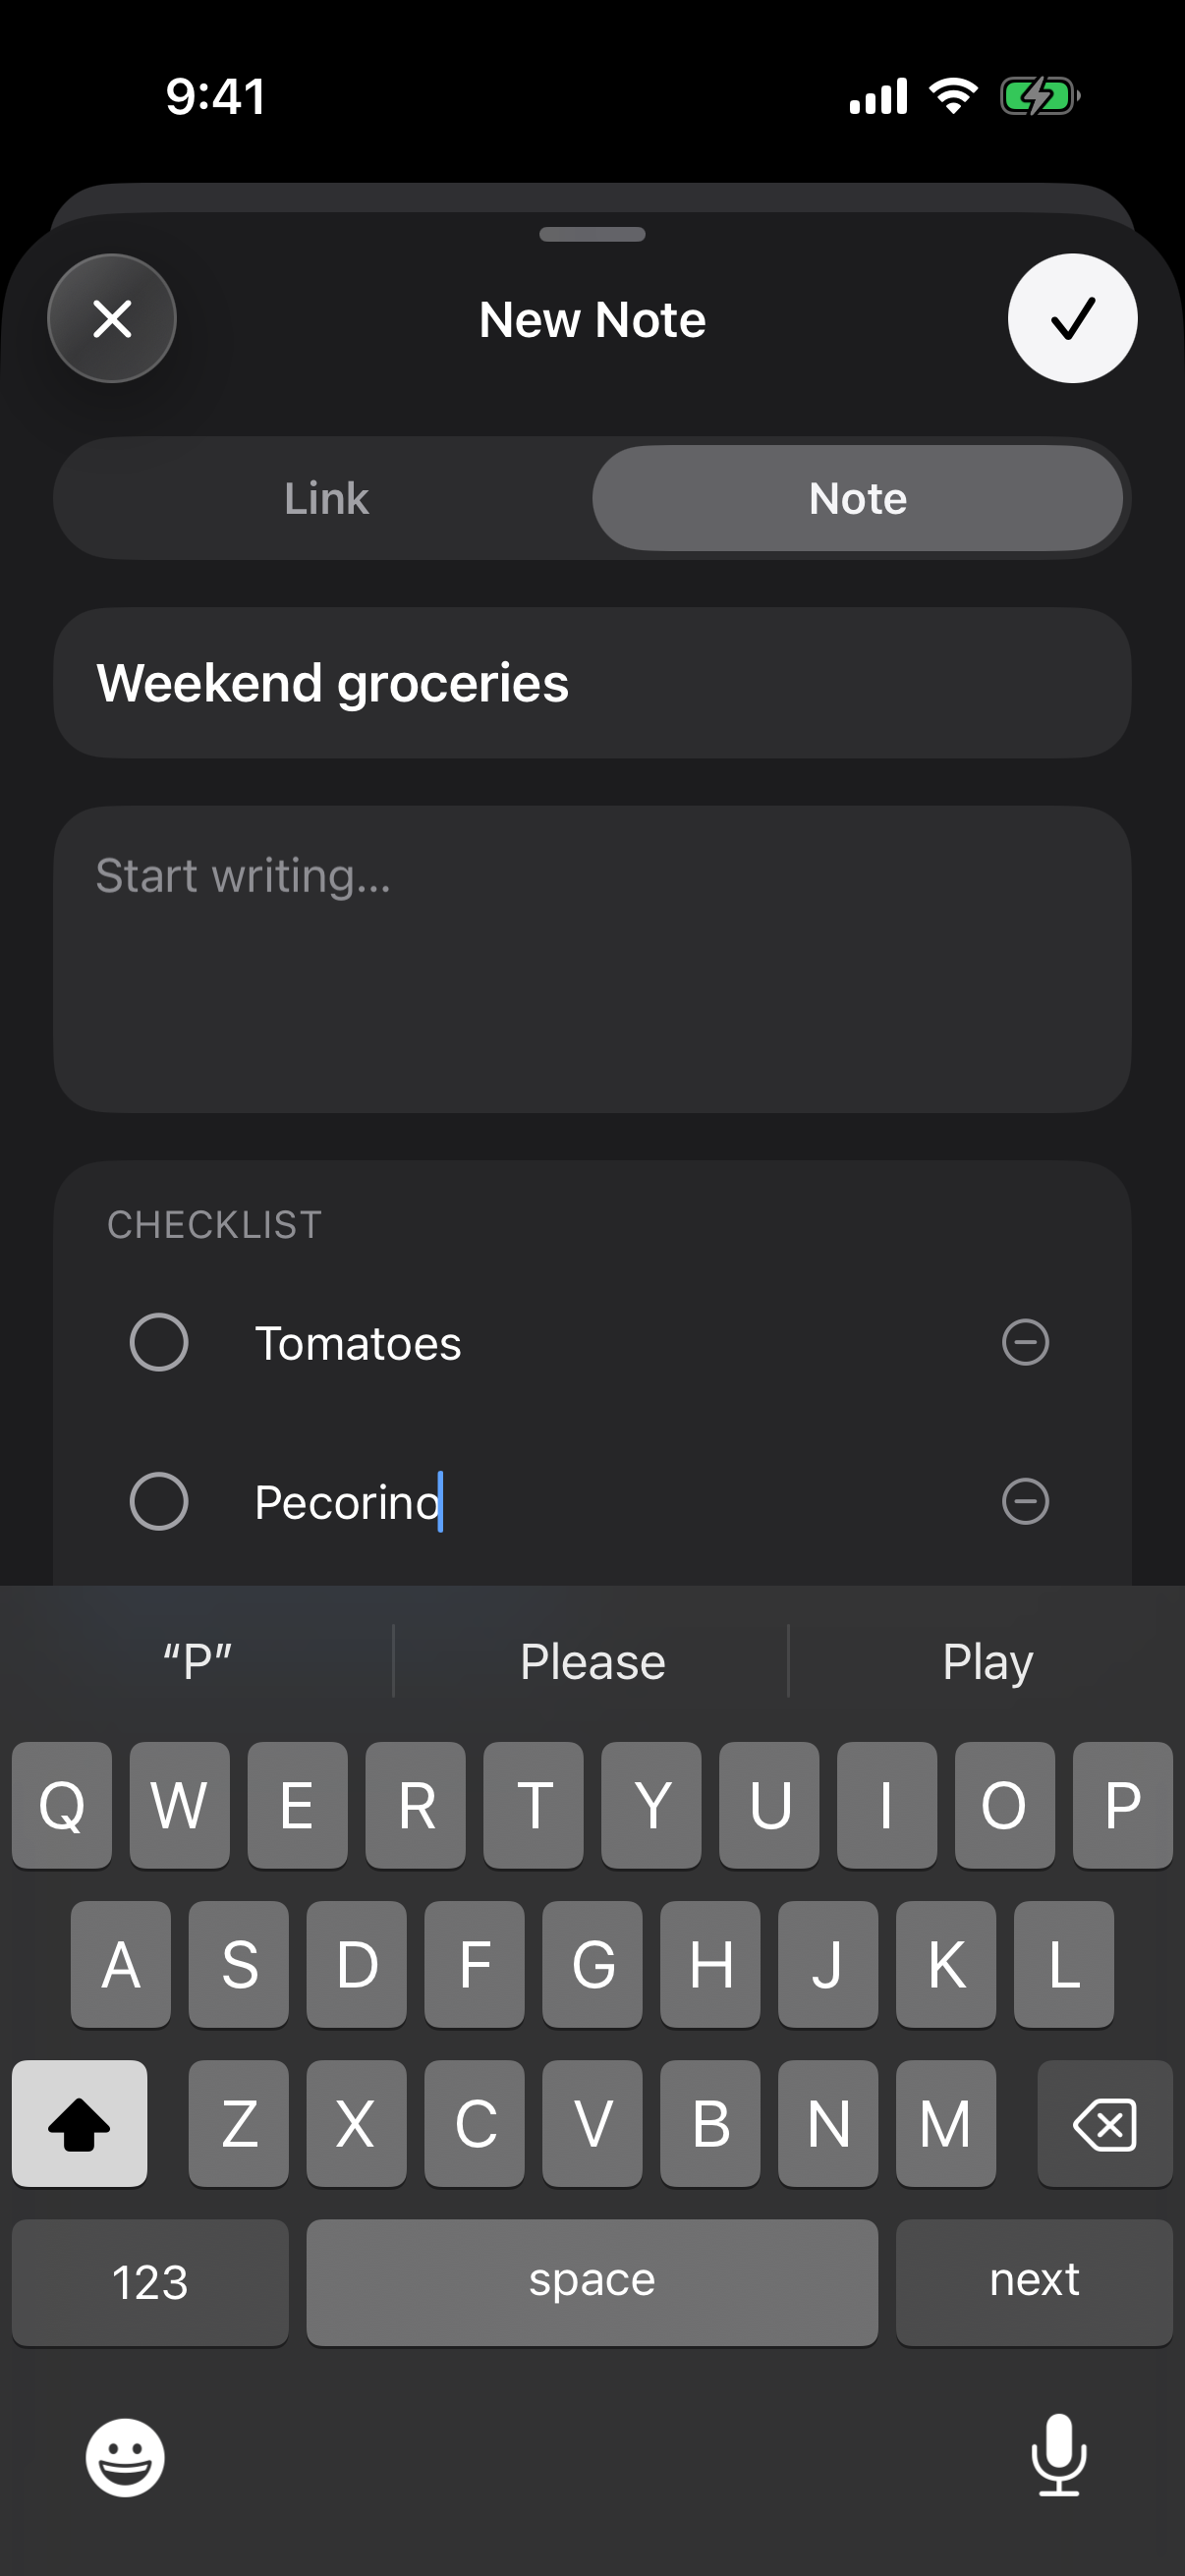 9:41
New Note
Link Note
Weekend groceries
Start writing...
CHECKLIST
Tomatoes
Pecorino
“P” Please Play
Q W E R T Y U I O P
A S D F G H J K L
Z X C V B N M
123 space next